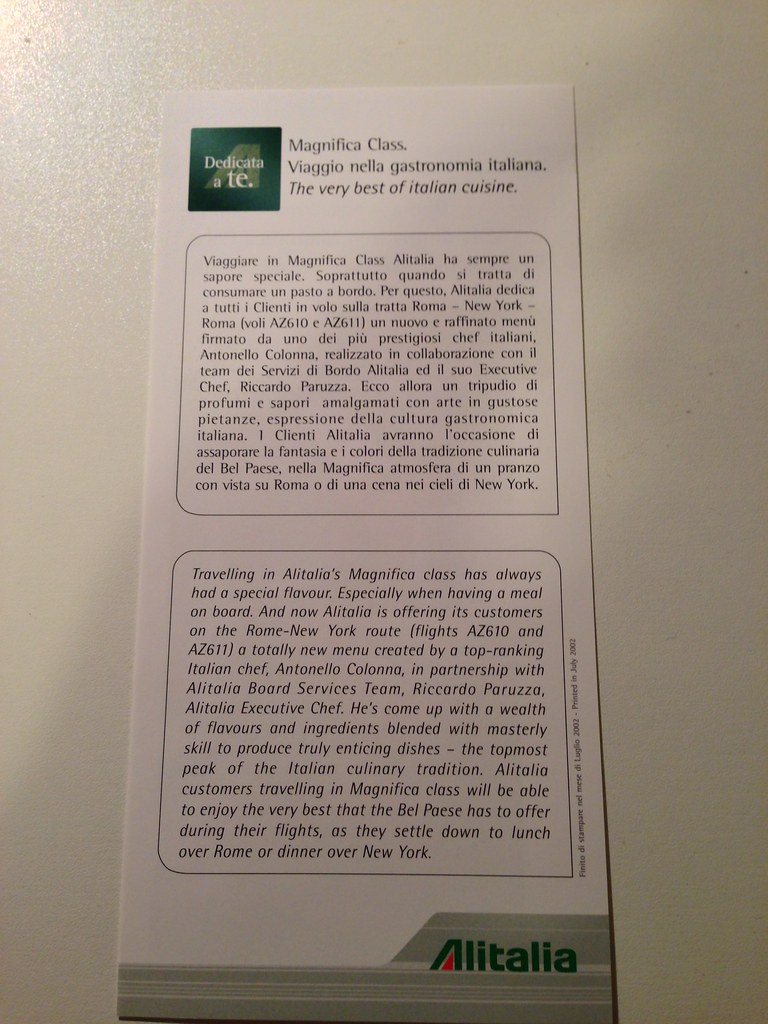 Dedicata
a te.
Magnifica Class.
Viaggio nella gastronomia italiana.
The very best of italian cuisine.
Viaggiare in Magnifica Class Alitalia ha sempre un
sapore speciale. Soprattutto quando si tratta di
consumare un pasto a bordo. Per questo, Alitalia dedica
a tutti i Clienti in volo sulla tratta Roma – New York –
Roma (voli AZ610 e AZ611) un nuovo e raffinato menù
firmato da uno dei più prestigiosi chef italiani,
Antonello Colonna, realizzato in collaborazione con il
team dei Servizi di Bordo Alitalia ed il suo Executive
Chef, Riccardo Paruzza. Ecco allora un tripudio di
profumi e sapori amalgamati con arte in gustose
pietanze, espressione della cultura gastronomica
italiana. I Clienti Alitalia avranno l'occasione di
assaporare la fantasia e i colori della tradizione culinaria
del Bel Paese, nella Magnifica atmosfera di un pranzo
con vista su Roma o di una cena nei cieli di New York.
Travelling in Alitalia's Magnifica class has always
had a special flavour. Especially when having a meal
on board. And now Alitalia is offering its customers
on the Rome-New York route (flights AZ610 and
AZ611) a totally new menu created by a top-ranking
Italian chef, Antonello Colonna, in partnership with
Alitalia Board Services Team, Riccardo Paruzza,
Alitalia Executive Chef. He's come up with a wealth
of flavours and ingredients blended with masterly
skill to produce truly enticing dishes – the topmost
peak of the Italian culinary tradition. Alitalia
customers travelling in Magnifica class will be able
to enjoy the very best that the Bel Paese has to offer
during their flights, as they settle down to lunch
over Rome or dinner over New York.
Finito di stampare nel mese di Luglio 2002 - Printed in July 2002
Alitalia